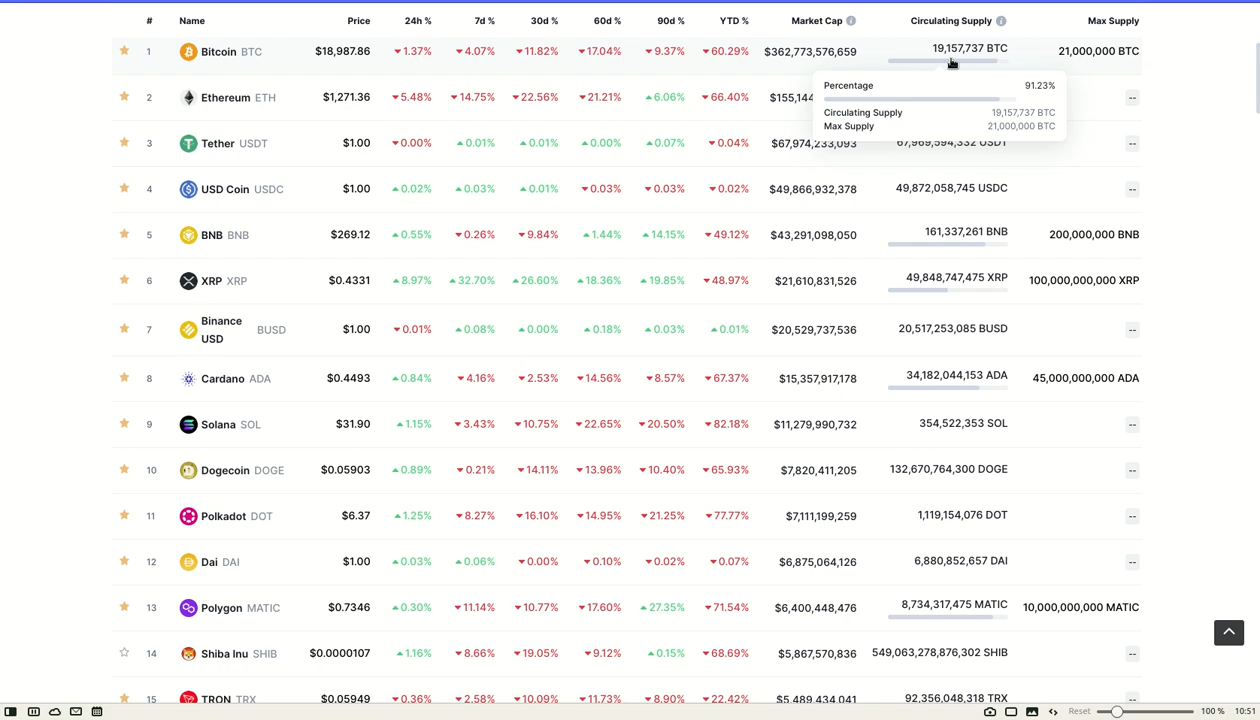 # Name Price 24h % 7d % 30d % 60d % 90d % YTD % Market Cap Circulating Supply Max Supply
1 Bitcoin BTC $18,987.86 1.37% 4.07% 11.82% 17.04% 9.37% 60.29% $362,773,576,659 19,157,737 BTC 21,000,000 BTC
Percentage 91.23%
2 Ethereum ETH $1,271.36 5.48% 14.75% 22.56% 21.21% 6.06% 66.40% $155,144 --
Circulating Supply 19,157,737 BTC
Max Supply 21,000,000 BTC
3 Tether USDT $1.00 0.00% 0.01% 0.01% 0.00% 0.07% 0.04% $67,974,233,093 67,969,594,332 USDT --
4 USD Coin USDC $1.00 0.02% 0.03% 0.01% 0.03% 0.03% 0.02% $49,866,932,378 49,872,058,745 USDC --
5 BNB BNB $269.12 0.55% 0.26% 9.84% 1.44% 14.15% 49.12% $43,291,098,050 161,337,261 BNB 200,000,000 BNB
6 XRP XRP $0.4331 8.97% 32.70% 26.60% 18.36% 19.85% 48.97% $21,610,831,526 49,848,747,475 XRP 100,000,000,000 XRP
7 Binance USD BUSD $1.00 0.01% 0.08% 0.00% 0.18% 0.03% 0.01% $20,529,737,536 20,517,253,085 BUSD --
8 Cardano ADA $0.4493 0.84% 4.16% 2.53% 14.56% 8.57% 67.37% $15,357,917,178 34,182,044,153 ADA 45,000,000,000 ADA
9 Solana SOL $31.90 1.15% 3.43% 10.75% 22.65% 20.50% 82.18% $11,279,990,732 354,522,353 SOL --
10 Dogecoin DOGE $0.05903 0.89% 0.21% 14.11% 13.96% 10.40% 65.93% $7,820,411,205 132,670,764,300 DOGE --
11 Polkadot DOT $6.37 1.25% 8.27% 16.10% 14.95% 21.25% 77.77% $7,111,199,259 1,119,154,076 DOT --
12 Dai DAI $1.00 0.03% 0.06% 0.00% 0.10% 0.02% 0.07% $6,875,064,126 6,880,852,657 DAI --
13 Polygon MATIC $0.7346 0.30% 11.14% 10.77% 17.60% 27.35% 71.54% $6,400,448,476 8,734,317,475 MATIC 10,000,000,000 MATIC
14 Shiba Inu SHIB $0.0000107 1.16% 8.66% 19.05% 9.12% 0.15% 68.69% $5,867,570,836 549,063,278,876,302 SHIB --
15 TRON TRX $0.05949 0.36% 2.58% 10.09% 11.73% 8.90% 22.42% $5,489,434,041 92,356,048,318 TRX --
Reset 100 % 10:51